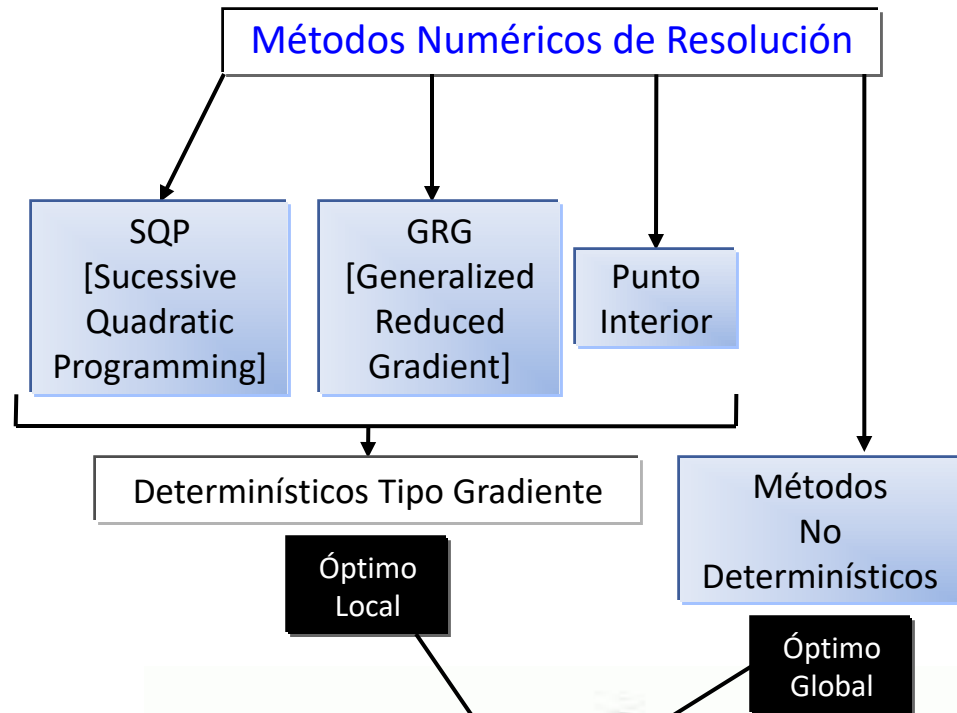 Métodos Numéricos de Resolución
SQP
[Sucessive
Quadratic
Programming]
GRG
[Generalized
Reduced
Gradient]
Punto
Interior
Determinísticos Tipo Gradiente
Métodos
No
Determinísticos
Óptimo
Local
Óptimo
Global